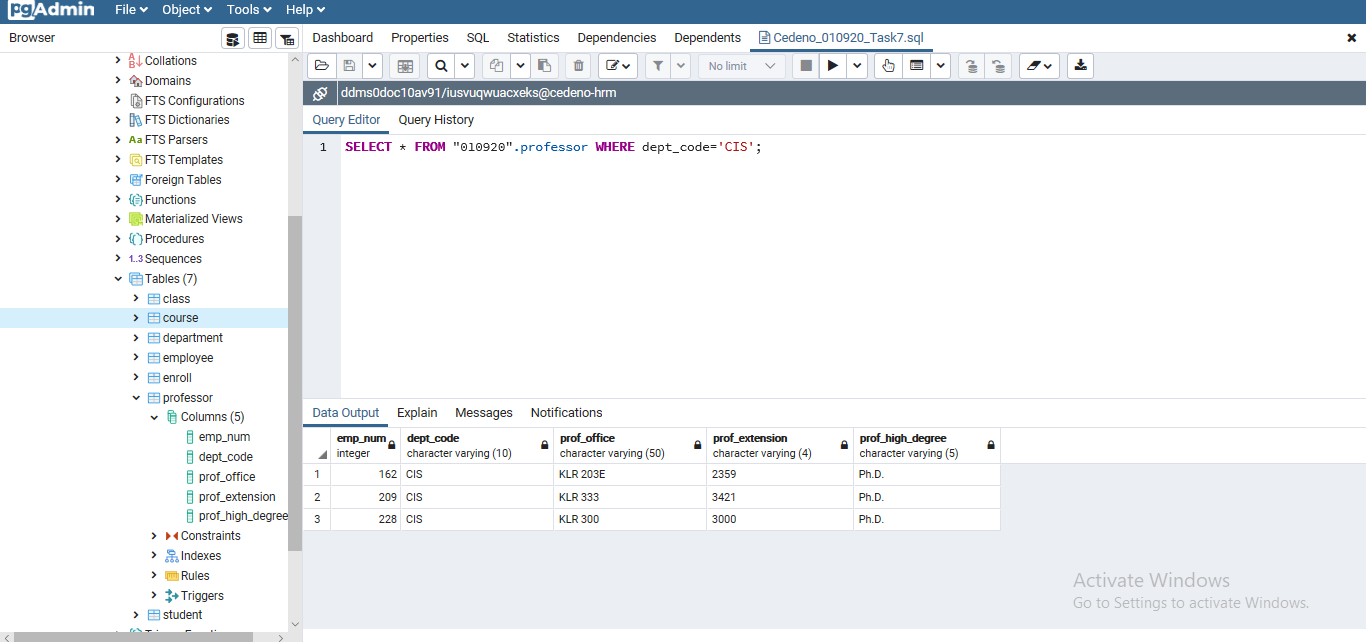 pgAdmin File Object Tools Help
Browser
Dashboard Properties SQL Statistics Dependencies Dependents Cedeno_010920_Task7.sql
No limit
ddms0doc10av91/iusvuqwuacxeks@cedeno-hrm
Query Editor Query History
1 SELECT * FROM "010920".professor WHERE dept_code='CIS';
Collations
Domains
FTS Configurations
FTS Dictionaries
Aa FTS Parsers
FTS Templates
Foreign Tables
Functions
Materialized Views
Procedures
1..3 Sequences
Tables (7)
class
course
department
employee
enroll
professor
Columns (5)
emp_num
dept_code
prof_office
prof_extension
prof_high_degree
Constraints
Indexes
Rules
Triggers
student
Data Output Explain Messages Notifications
emp_num dept_code prof_office prof_extension prof_high_degree
integer character varying (10) character varying (50) character varying (4) character varying (5)
1 162 CIS KLR 203E 2359 Ph.D.
2 209 CIS KLR 333 3421 Ph.D.
3 228 CIS KLR 300 3000 Ph.D.
Activate Windows
Go to Settings to activate Windows.